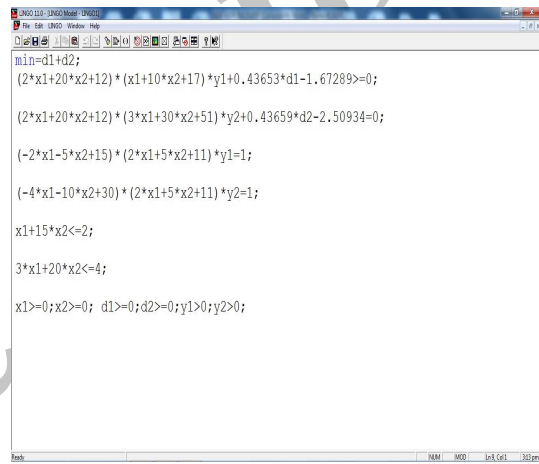 LINGO 11.0 - [LINGO Model - LINGO1]
File Edit LINGO Window Help
min=d1+d2;
(2*x1+20*x2+12)*(x1+10*x2+17)*y1+0.43653*d1-1.67289>=0;
(2*x1+20*x2+12)*(3*x1+30*x2+51)*y2+0.43659*d2-2.50934=0;
(-2*x1-5*x2+15)*(2*x1+5*x2+11)*y1=1;
(-4*x1-10*x2+30)*(2*x1+5*x2+11)*y2=1;
x1+15*x2<=2;
3*x1+20*x2<=4;
x1>=0;x2>=0; d1>=0;d2>=0;y1>0;y2>0;
Ready NUM MOD Ln 9, Col 1 3:13 pm